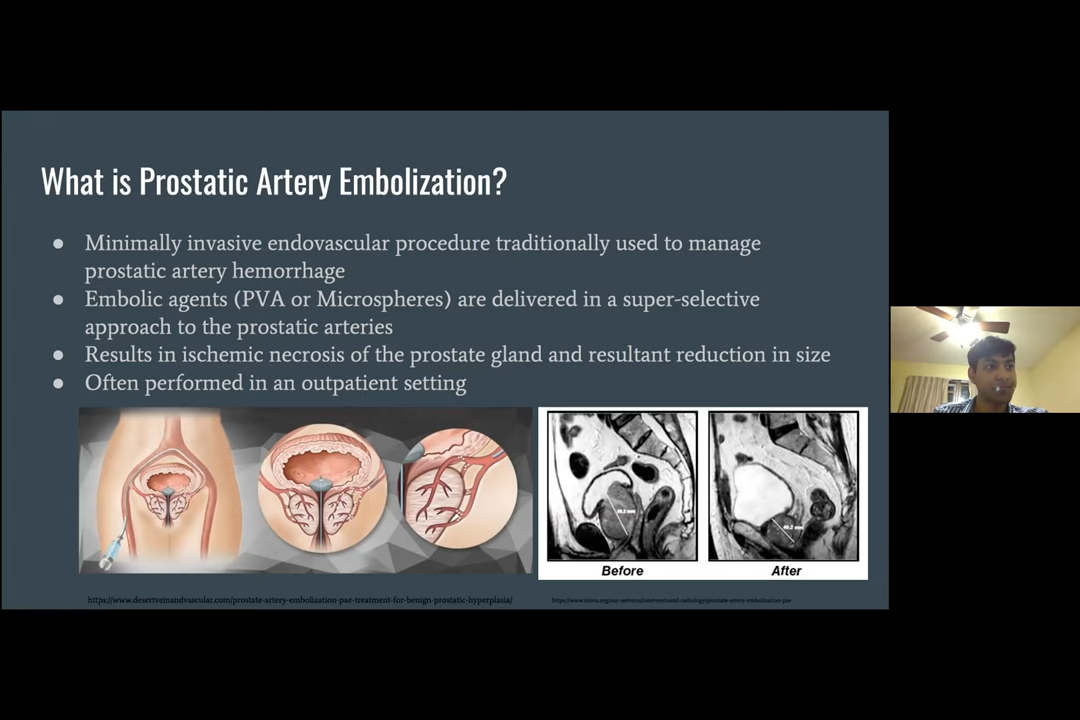 What is Prostatic Artery Embolization?
● Minimally invasive endovascular procedure traditionally used to manage
prostatic artery hemorrhage
● Embolic agents (PVA or Microspheres) are delivered in a super-selective
approach to the prostatic arteries
● Results in ischemic necrosis of the prostate gland and resultant reduction in size
● Often performed in an outpatient setting
Before
After
https://www.desertveinandvascular.com/prostate-artery-embolization-pae-treatment-for-benign-prostatic-hyperplasia/